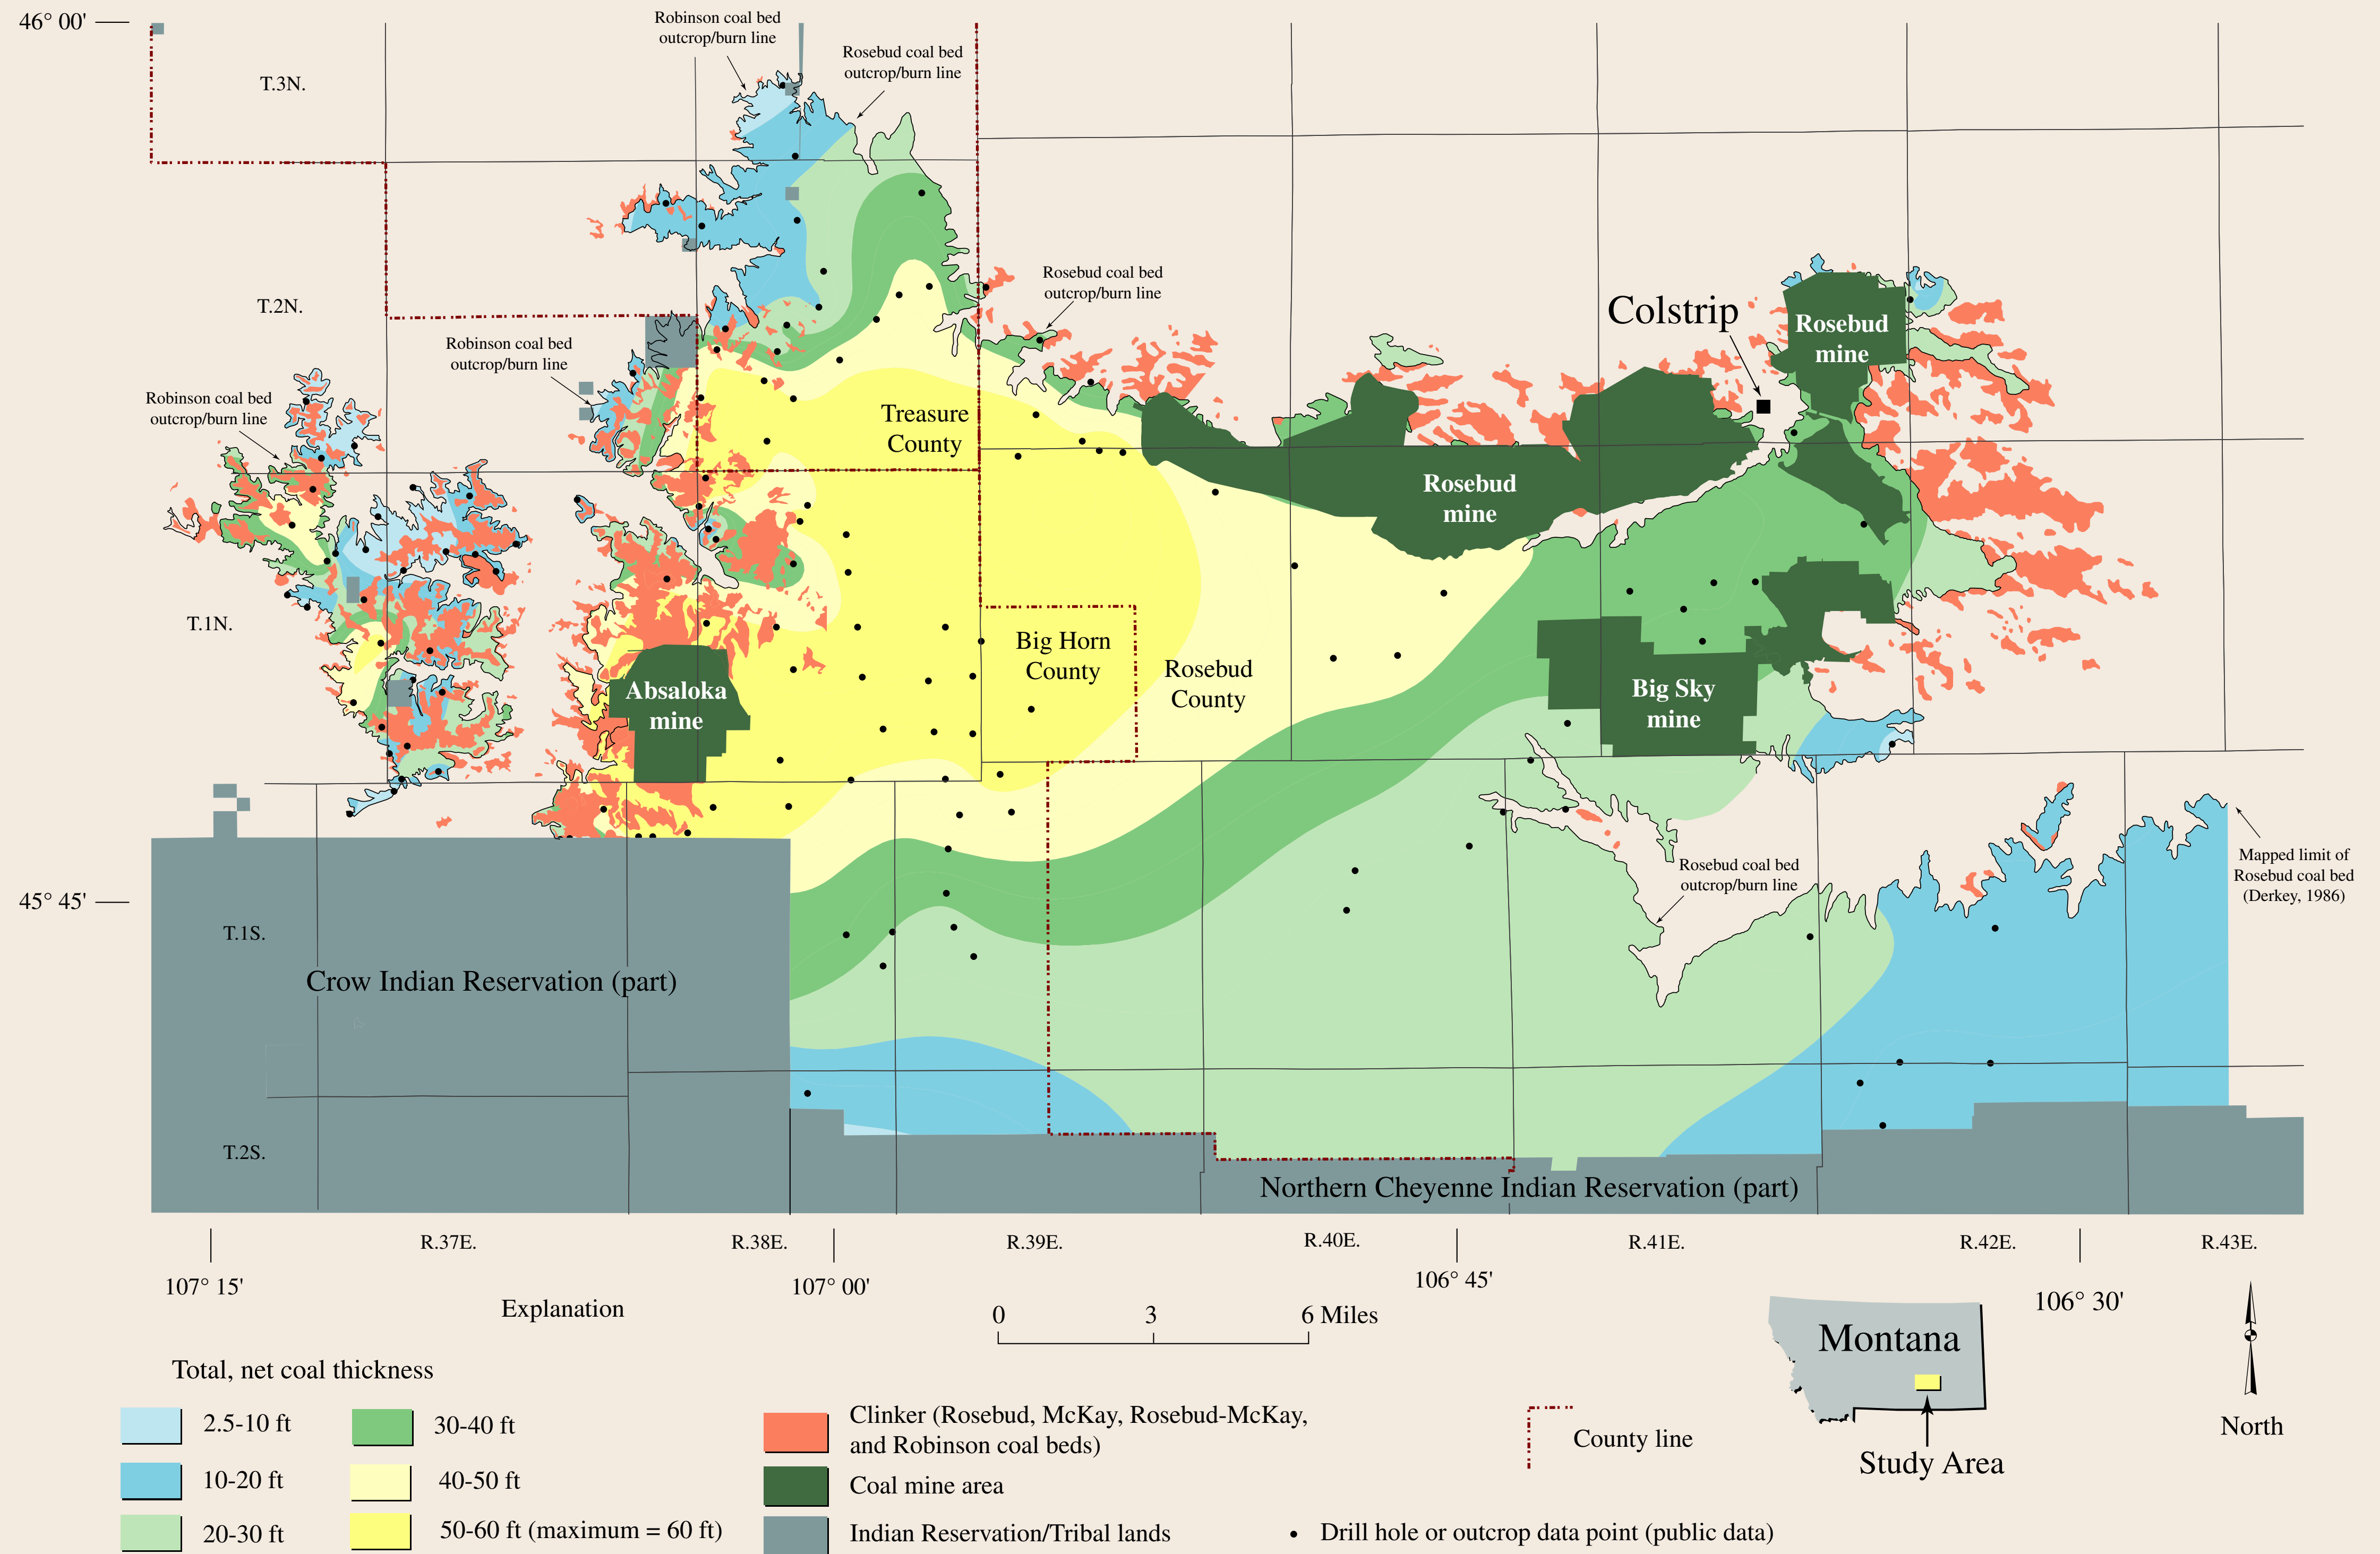 46° 00'
Robinson coal bed
outcrop/burn line
Rosebud coal bed
outcrop/burn line
T.3N.
Rosebud coal bed
outcrop/burn line
T.2N.
Colstrip
Rosebud
mine
Robinson coal bed
outcrop/burn line
Robinson coal bed
outcrop/burn line
Treasure
County
Rosebud
mine
T.1N.
Big Horn
County
Rosebud
County
Absaloka
mine
Big Sky
mine
Rosebud coal bed
outcrop/burn line
Mapped limit of
Rosebud coal bed
(Derkey, 1986)
45° 45'
T.1S.
Crow Indian Reservation (part)
T.2S.
Northern Cheyenne Indian Reservation (part)
R.37E.
R.38E.
R.39E.
R.40E.
R.41E.
R.42E.
R.43E.
107° 15'
107° 00'
106° 45'
106° 30'
Explanation
0 3 6 Miles
Montana
Study Area
North
Total, net coal thickness
2.5-10 ft
10-20 ft
20-30 ft
30-40 ft
40-50 ft
50-60 ft (maximum = 60 ft)
Clinker (Rosebud, McKay, Rosebud-McKay,
and Robinson coal beds)
Coal mine area
Indian Reservation/Tribal lands
County line
Drill hole or outcrop data point (public data)